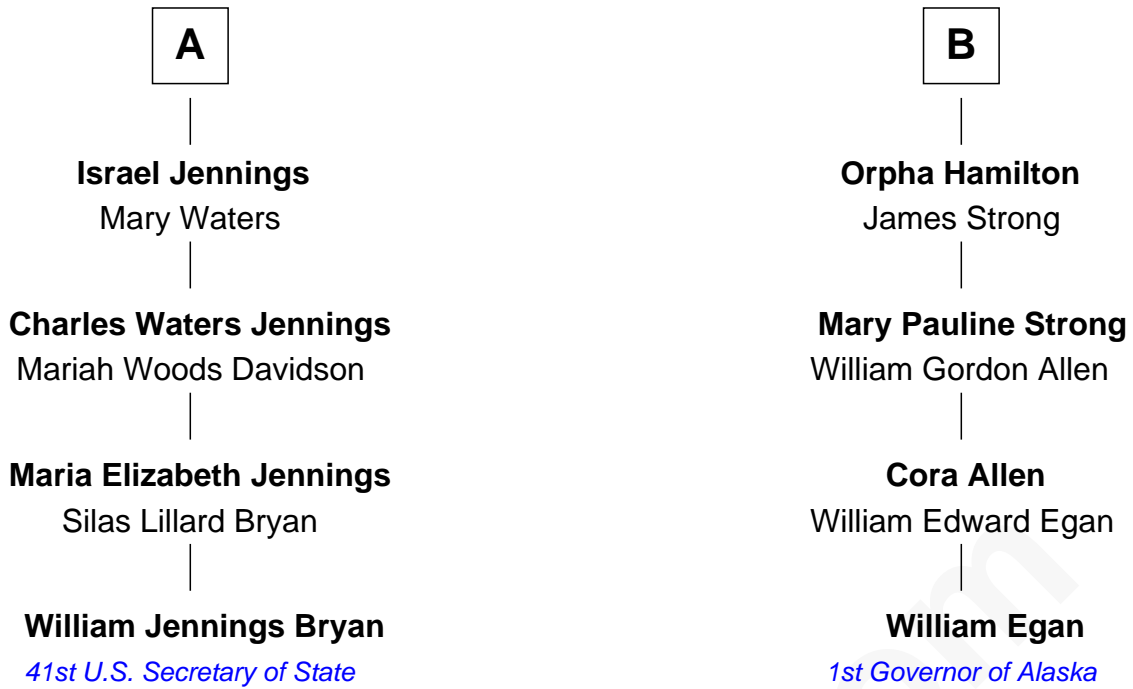 A
Israel Jennings
Mary Waters
Charles Waters Jennings
Mariah Woods Davidson
Maria Elizabeth Jennings
Silas Lillard Bryan
William Jennings Bryan
41st U.S. Secretary of State
B
Orpha Hamilton
James Strong
Mary Pauline Strong
William Gordon Allen
Cora Allen
William Edward Egan
William Egan
1st Governor of Alaska